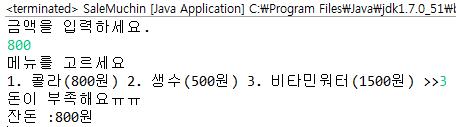 <terminated> SaleMuchin [Java Application] C:\Program Files\Java\jdk1.7.0_51\b
금액을 입력하세요.
800
메뉴를 고르세요
1. 콜라(800원) 2. 생수(500원) 3. 비타민워터(1500원) >>3
돈이 부족해요ㅠㅠ
잔돈 :800원